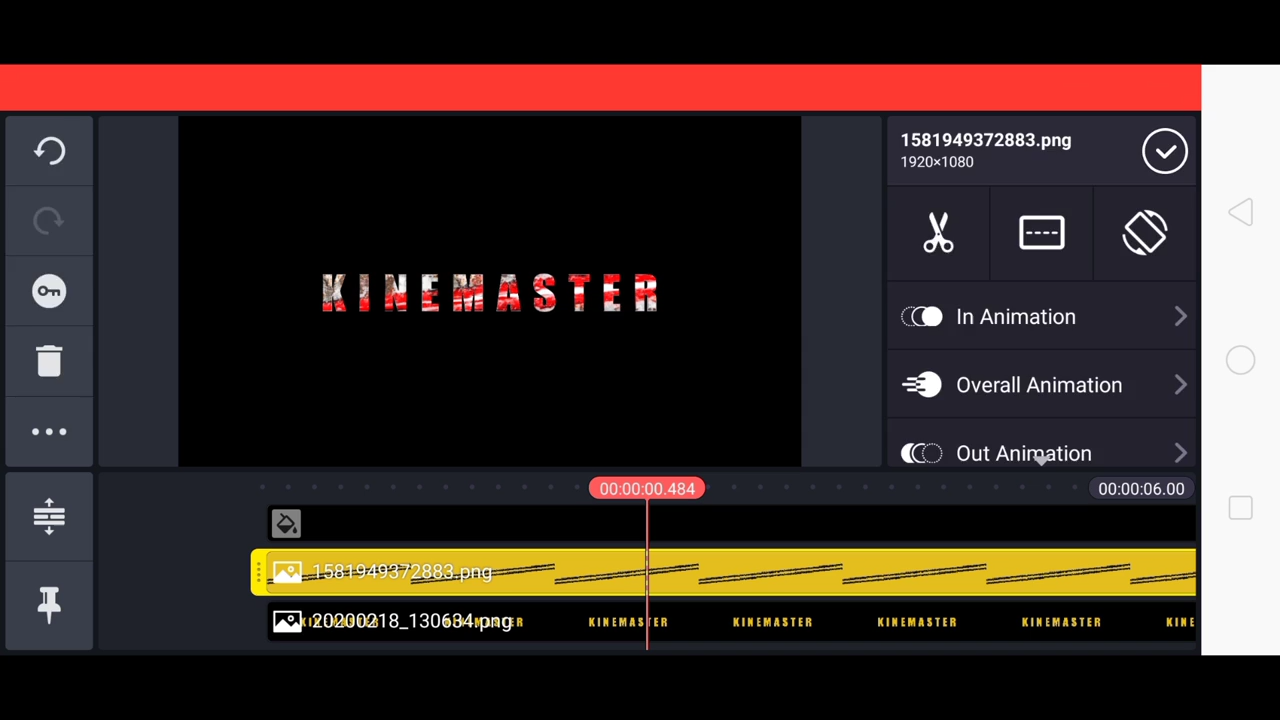 1581949372883.png
1920×1080
KINEMASTER
In Animation
Overall Animation
Out Animation
00:00:00.484
00:00:06.00
1581949372883.png
20200218_130634.png
KINEMASTER KINEMASTER KINEMASTER KINEMASTER KINE